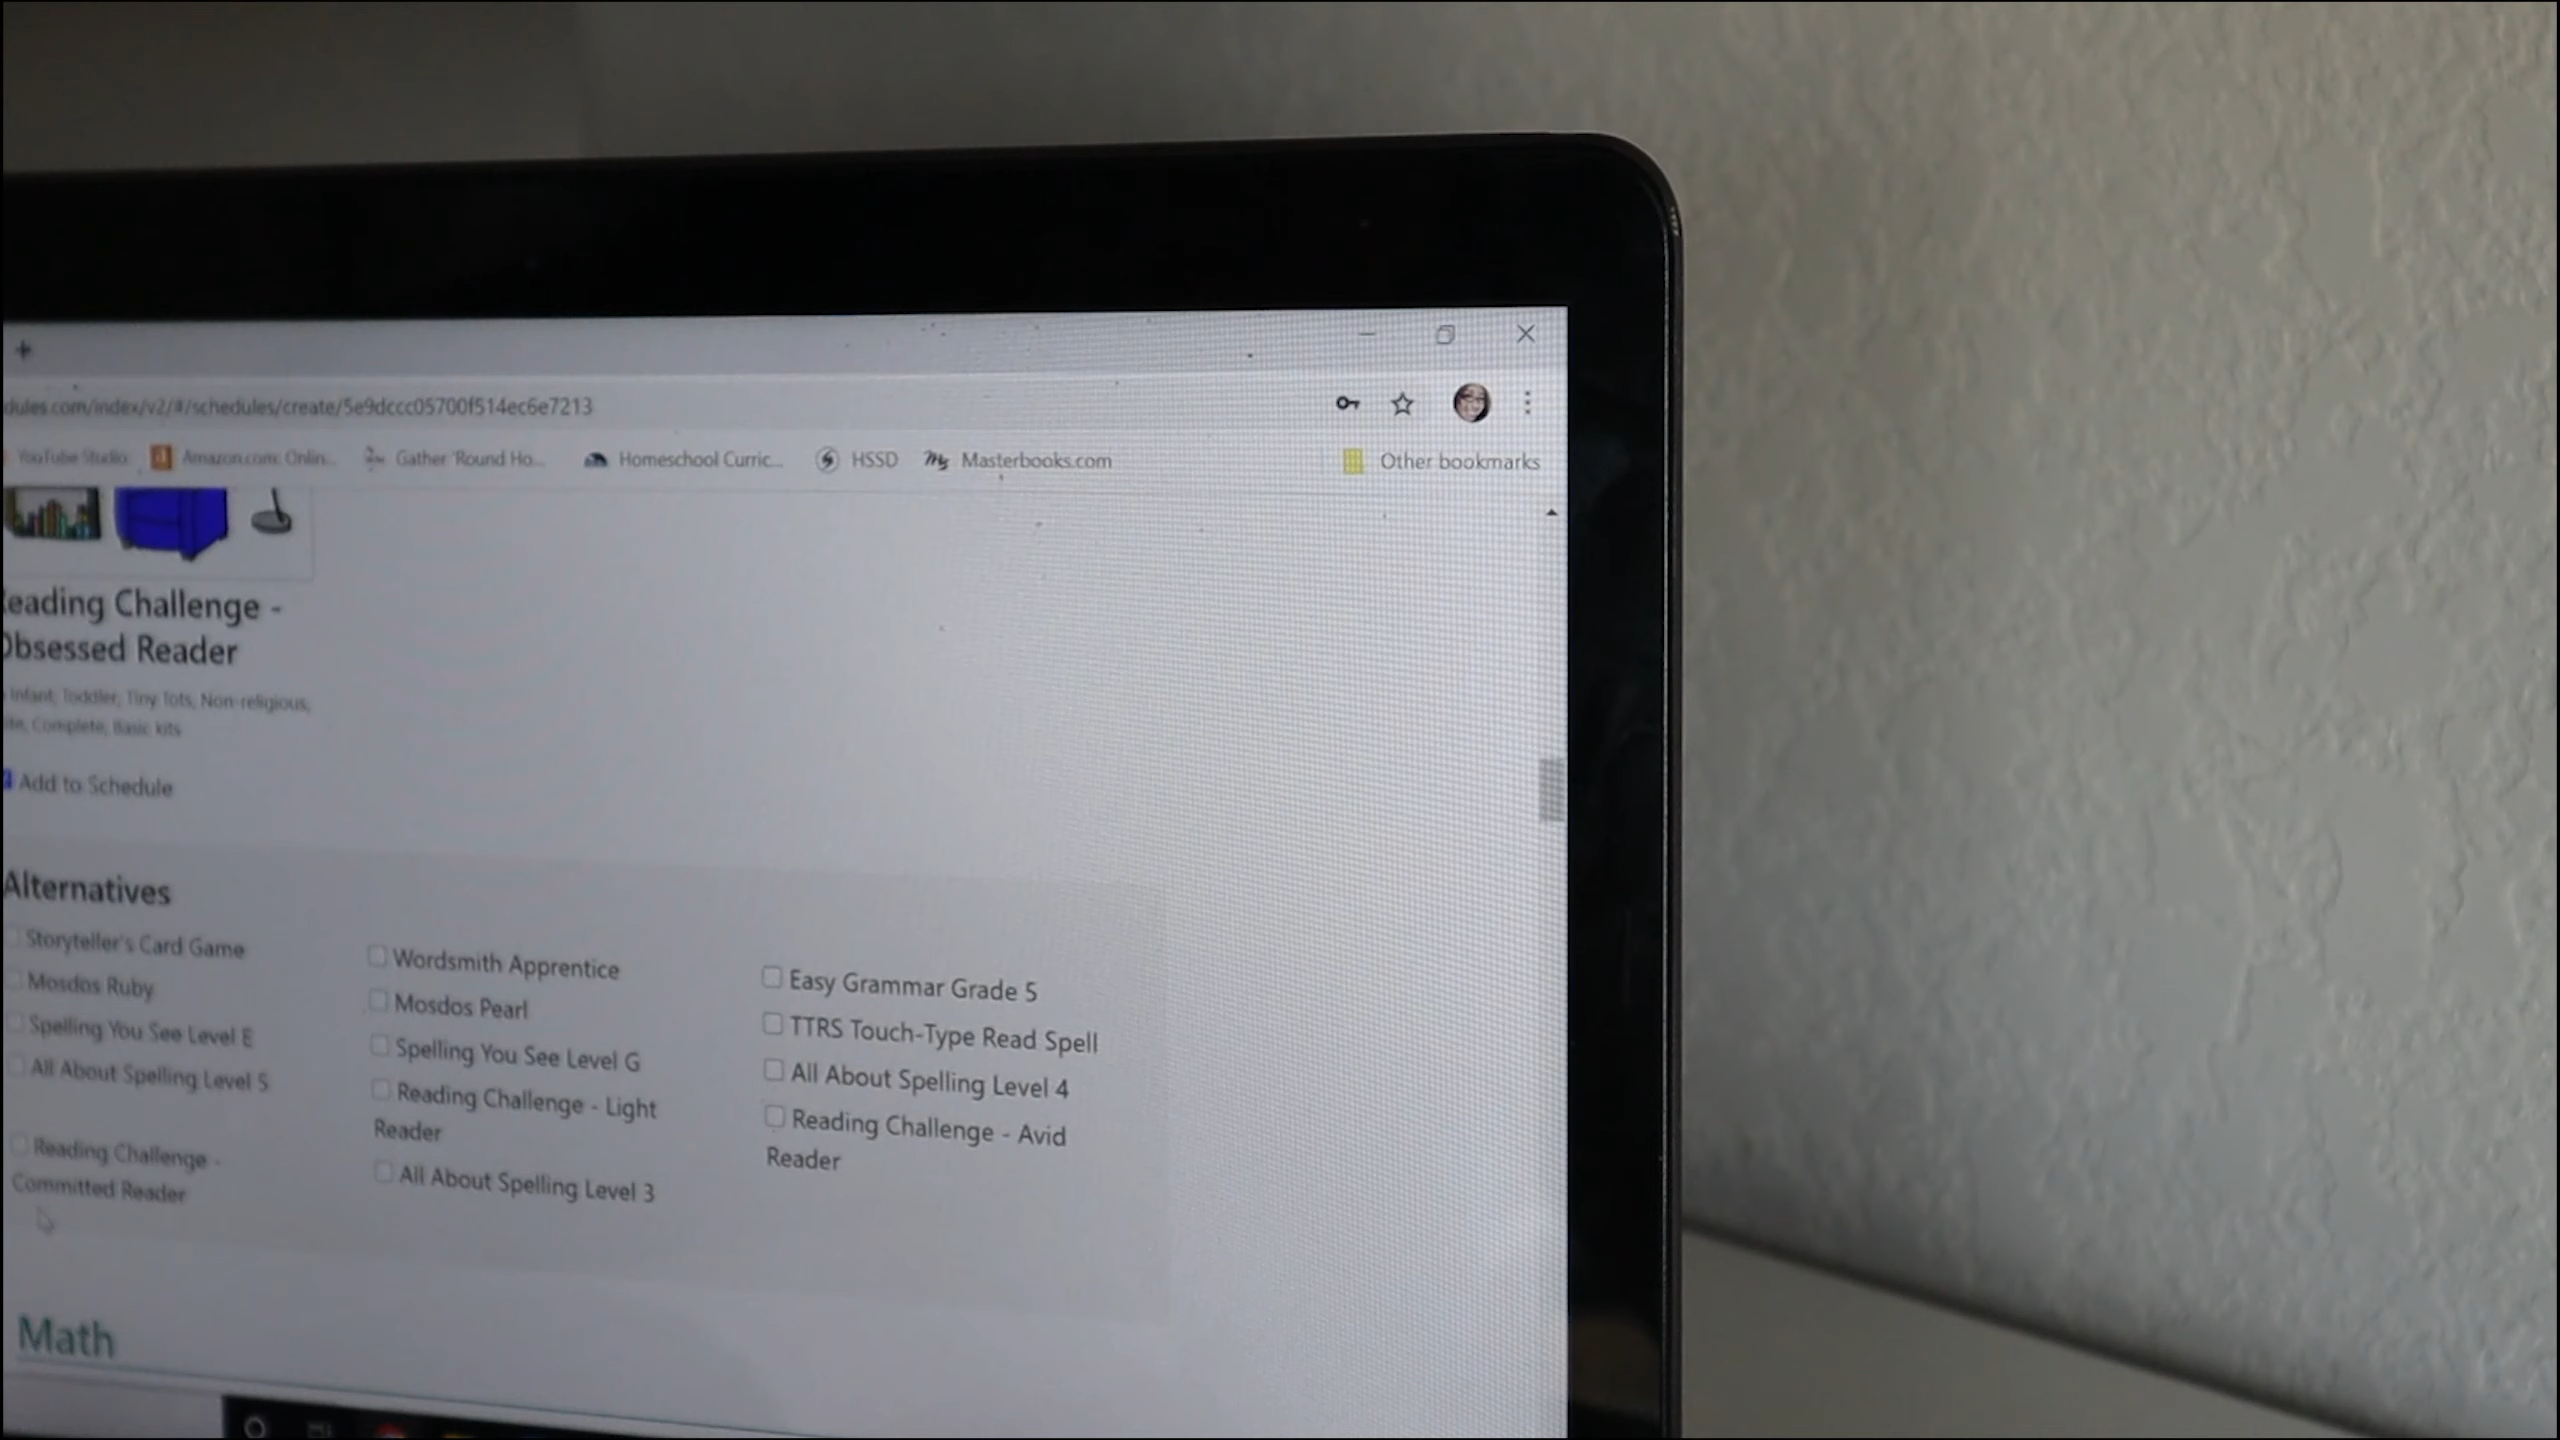 dules.com/index/v2/#/schedules/create/5e9dccc05700f514ec6e7213
YouTube Studio Amazon.com: Onlin... Gather 'Round Ho... Homeschool Curric... HSSD Masterbooks.com Other bookmarks
eading Challenge -
Obsessed Reader
Infant, Toddler, Tiny Tots, Non-religious,
Complete, Basic kits
Add to Schedule
Alternatives
Storyteller's Card Game
Mosdos Ruby
Spelling You See Level E
All About Spelling Level 5
Reading Challenge -
Committed Reader
Wordsmith Apprentice
Mosdos Pearl
Spelling You See Level G
Reading Challenge - Light
Reader
All About Spelling Level 3
Easy Grammar Grade 5
TTRS Touch-Type Read Spell
All About Spelling Level 4
Reading Challenge - Avid
Reader
Math